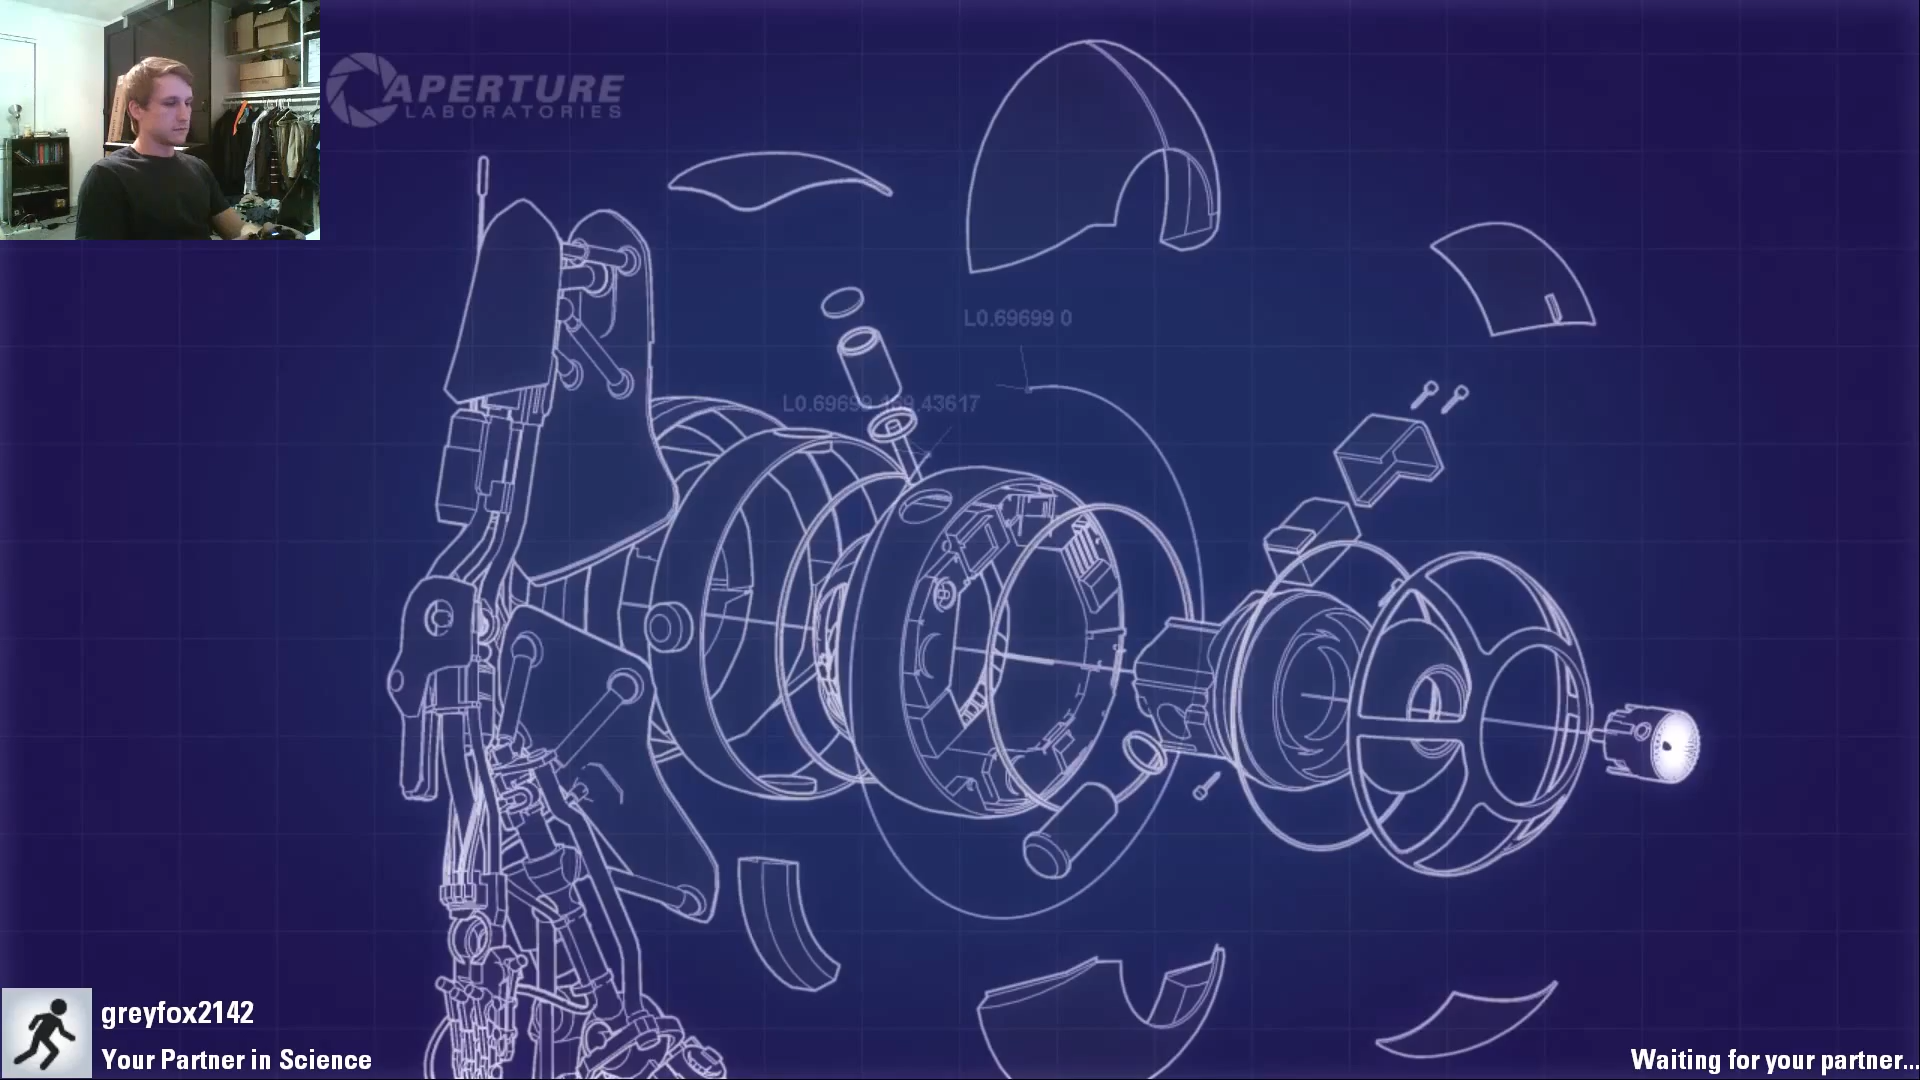 APERTURE
LABORATORIES
L0.69699 0
greyfox2142
Your Partner in Science
Waiting for your partner...